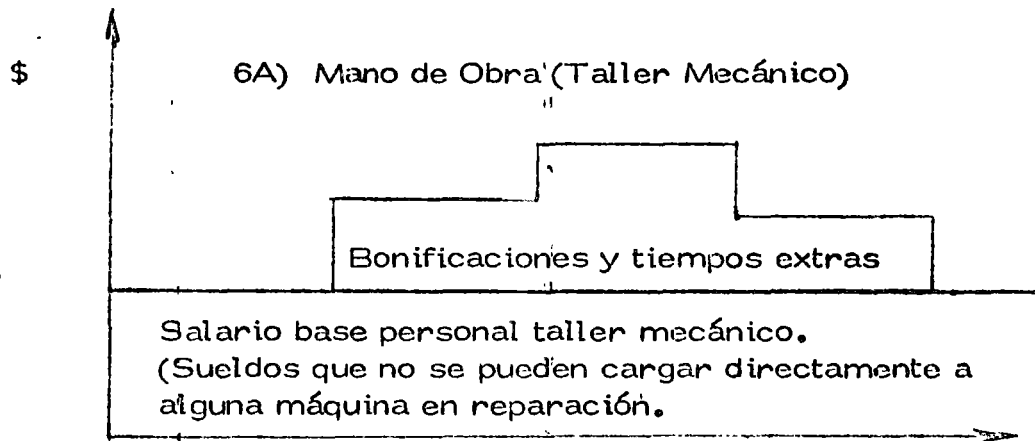 $
6A) Mano de Obra (Taller Mecánico)
Bonificaciones y tiempos extras
Salario base personal taller mecánico.
(Sueldos que no se pueden cargar directamente a
alguna máquina en reparación.